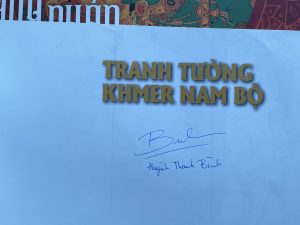 TRANH TƯỜNG
KHMER NAM BỘ
Huỳnh Thanh Bình